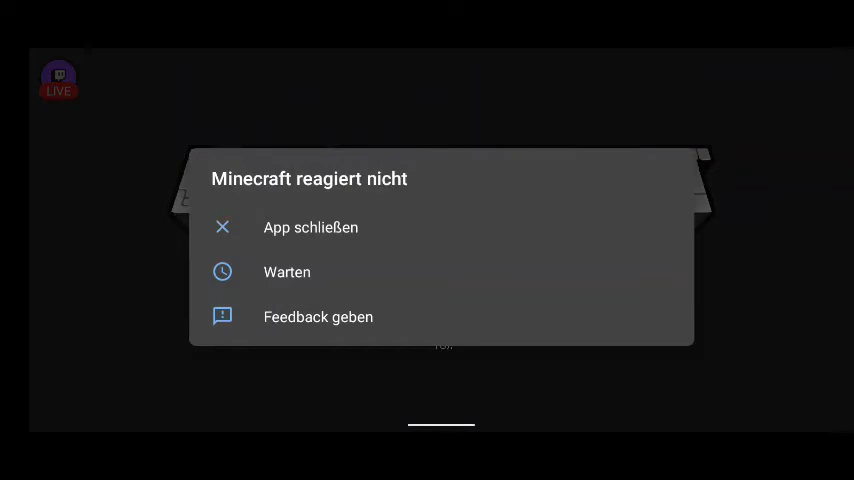 LIVE
Minecraft reagiert nicht
App schließen
Warten
Feedback geben